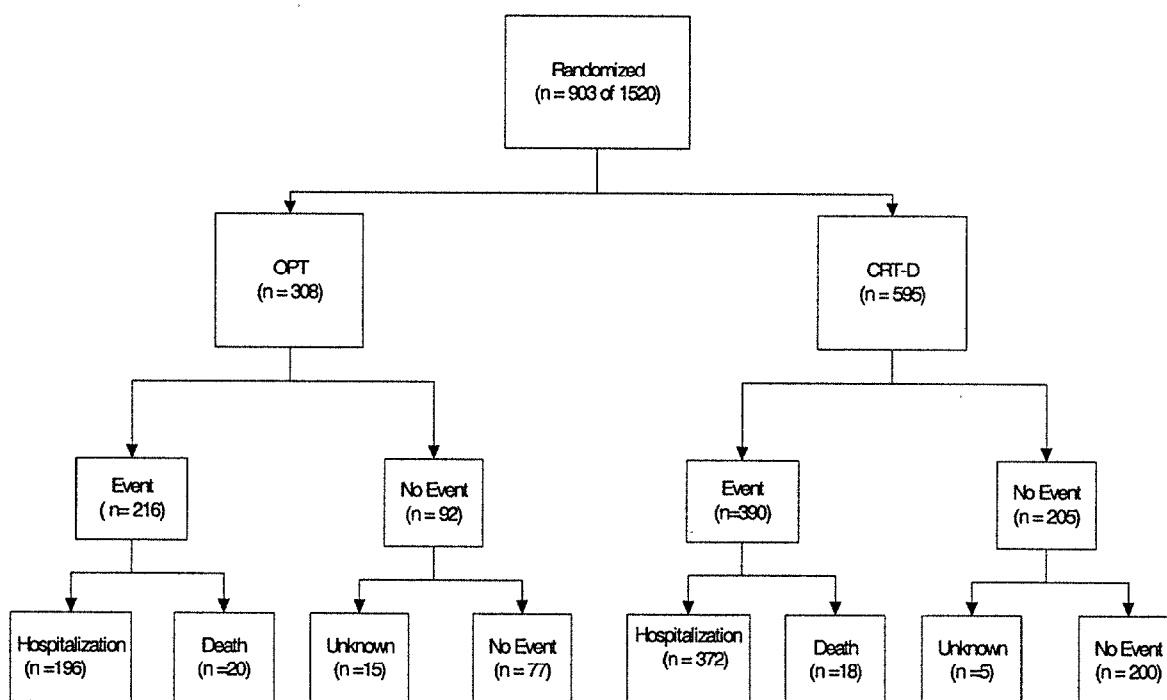 Randomized
(n = 903 of 1520)
OPT
(n = 308)
CRT-D
(n = 595)
Event
( n= 216)
No Event
(n = 92)
Event
(n=390)
No Event
(n = 205)
Hospitalization
(n =196)
Death
(n =20)
Unknown
(n =15)
No Event
(n = 77)
Hospitalization
(n = 372)
Death
(n =18)
Unknown
(n =5)
No Event
(n = 200)